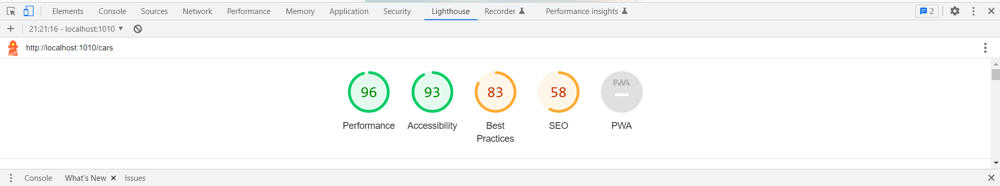 Elements Console Sources Network Performance Memory Application Security Lighthouse Recorder Performance insights 2
21:21:16 - localhost:1010
http://localhost:1010/cars
96 93 83 58 PWA
Performance Accessibility Best Practices SEO PWA
Console What's New Issues